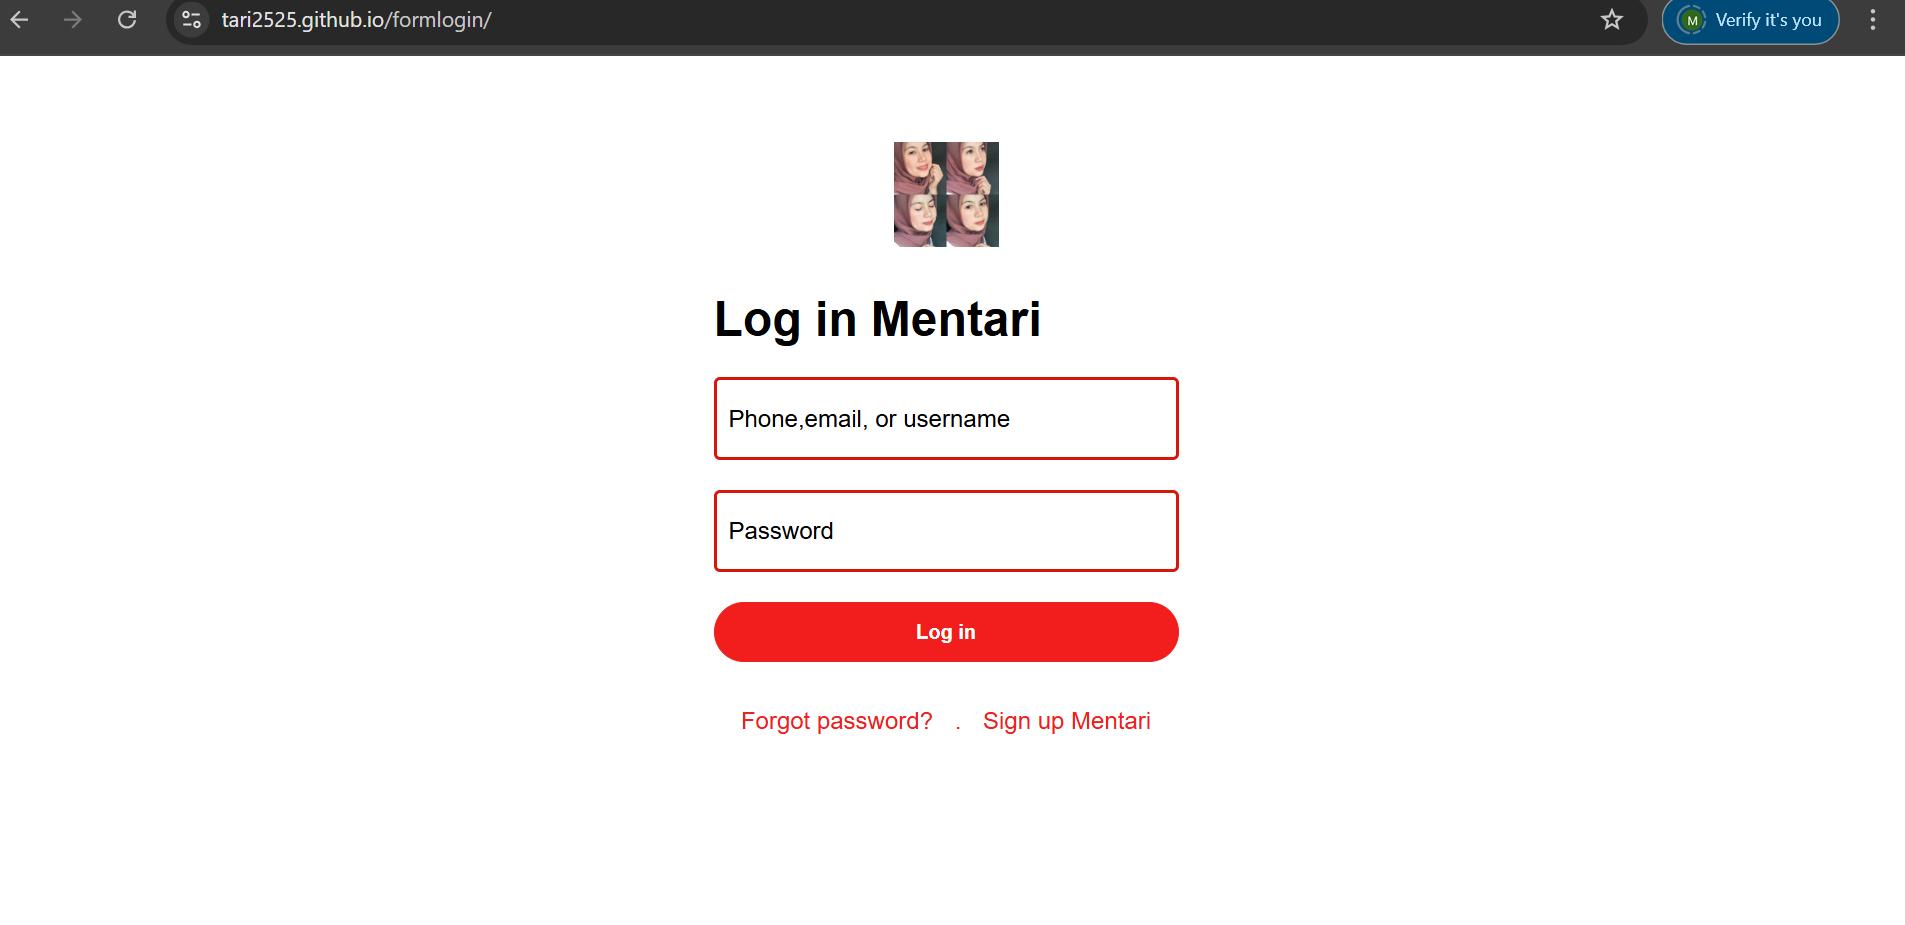 tari2525.github.io/formlogin/
M
Verify it's you
Log in Mentari
Phone,email, or username
Password
Log in
Forgot password? . Sign up Mentari